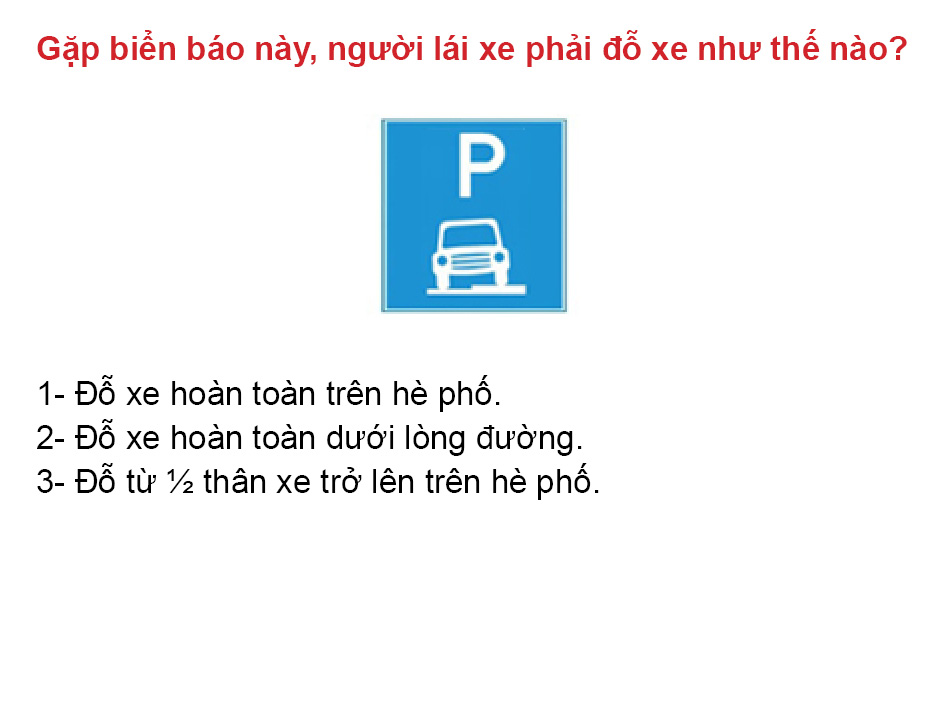 Gặp biển báo này, người lái xe phải đỗ xe như thế nào?
P
1- Đỗ xe hoàn toàn trên hè phố.
2- Đỗ xe hoàn toàn dưới lòng đường.
3- Đỗ từ ½ thân xe trở lên trên hè phố.